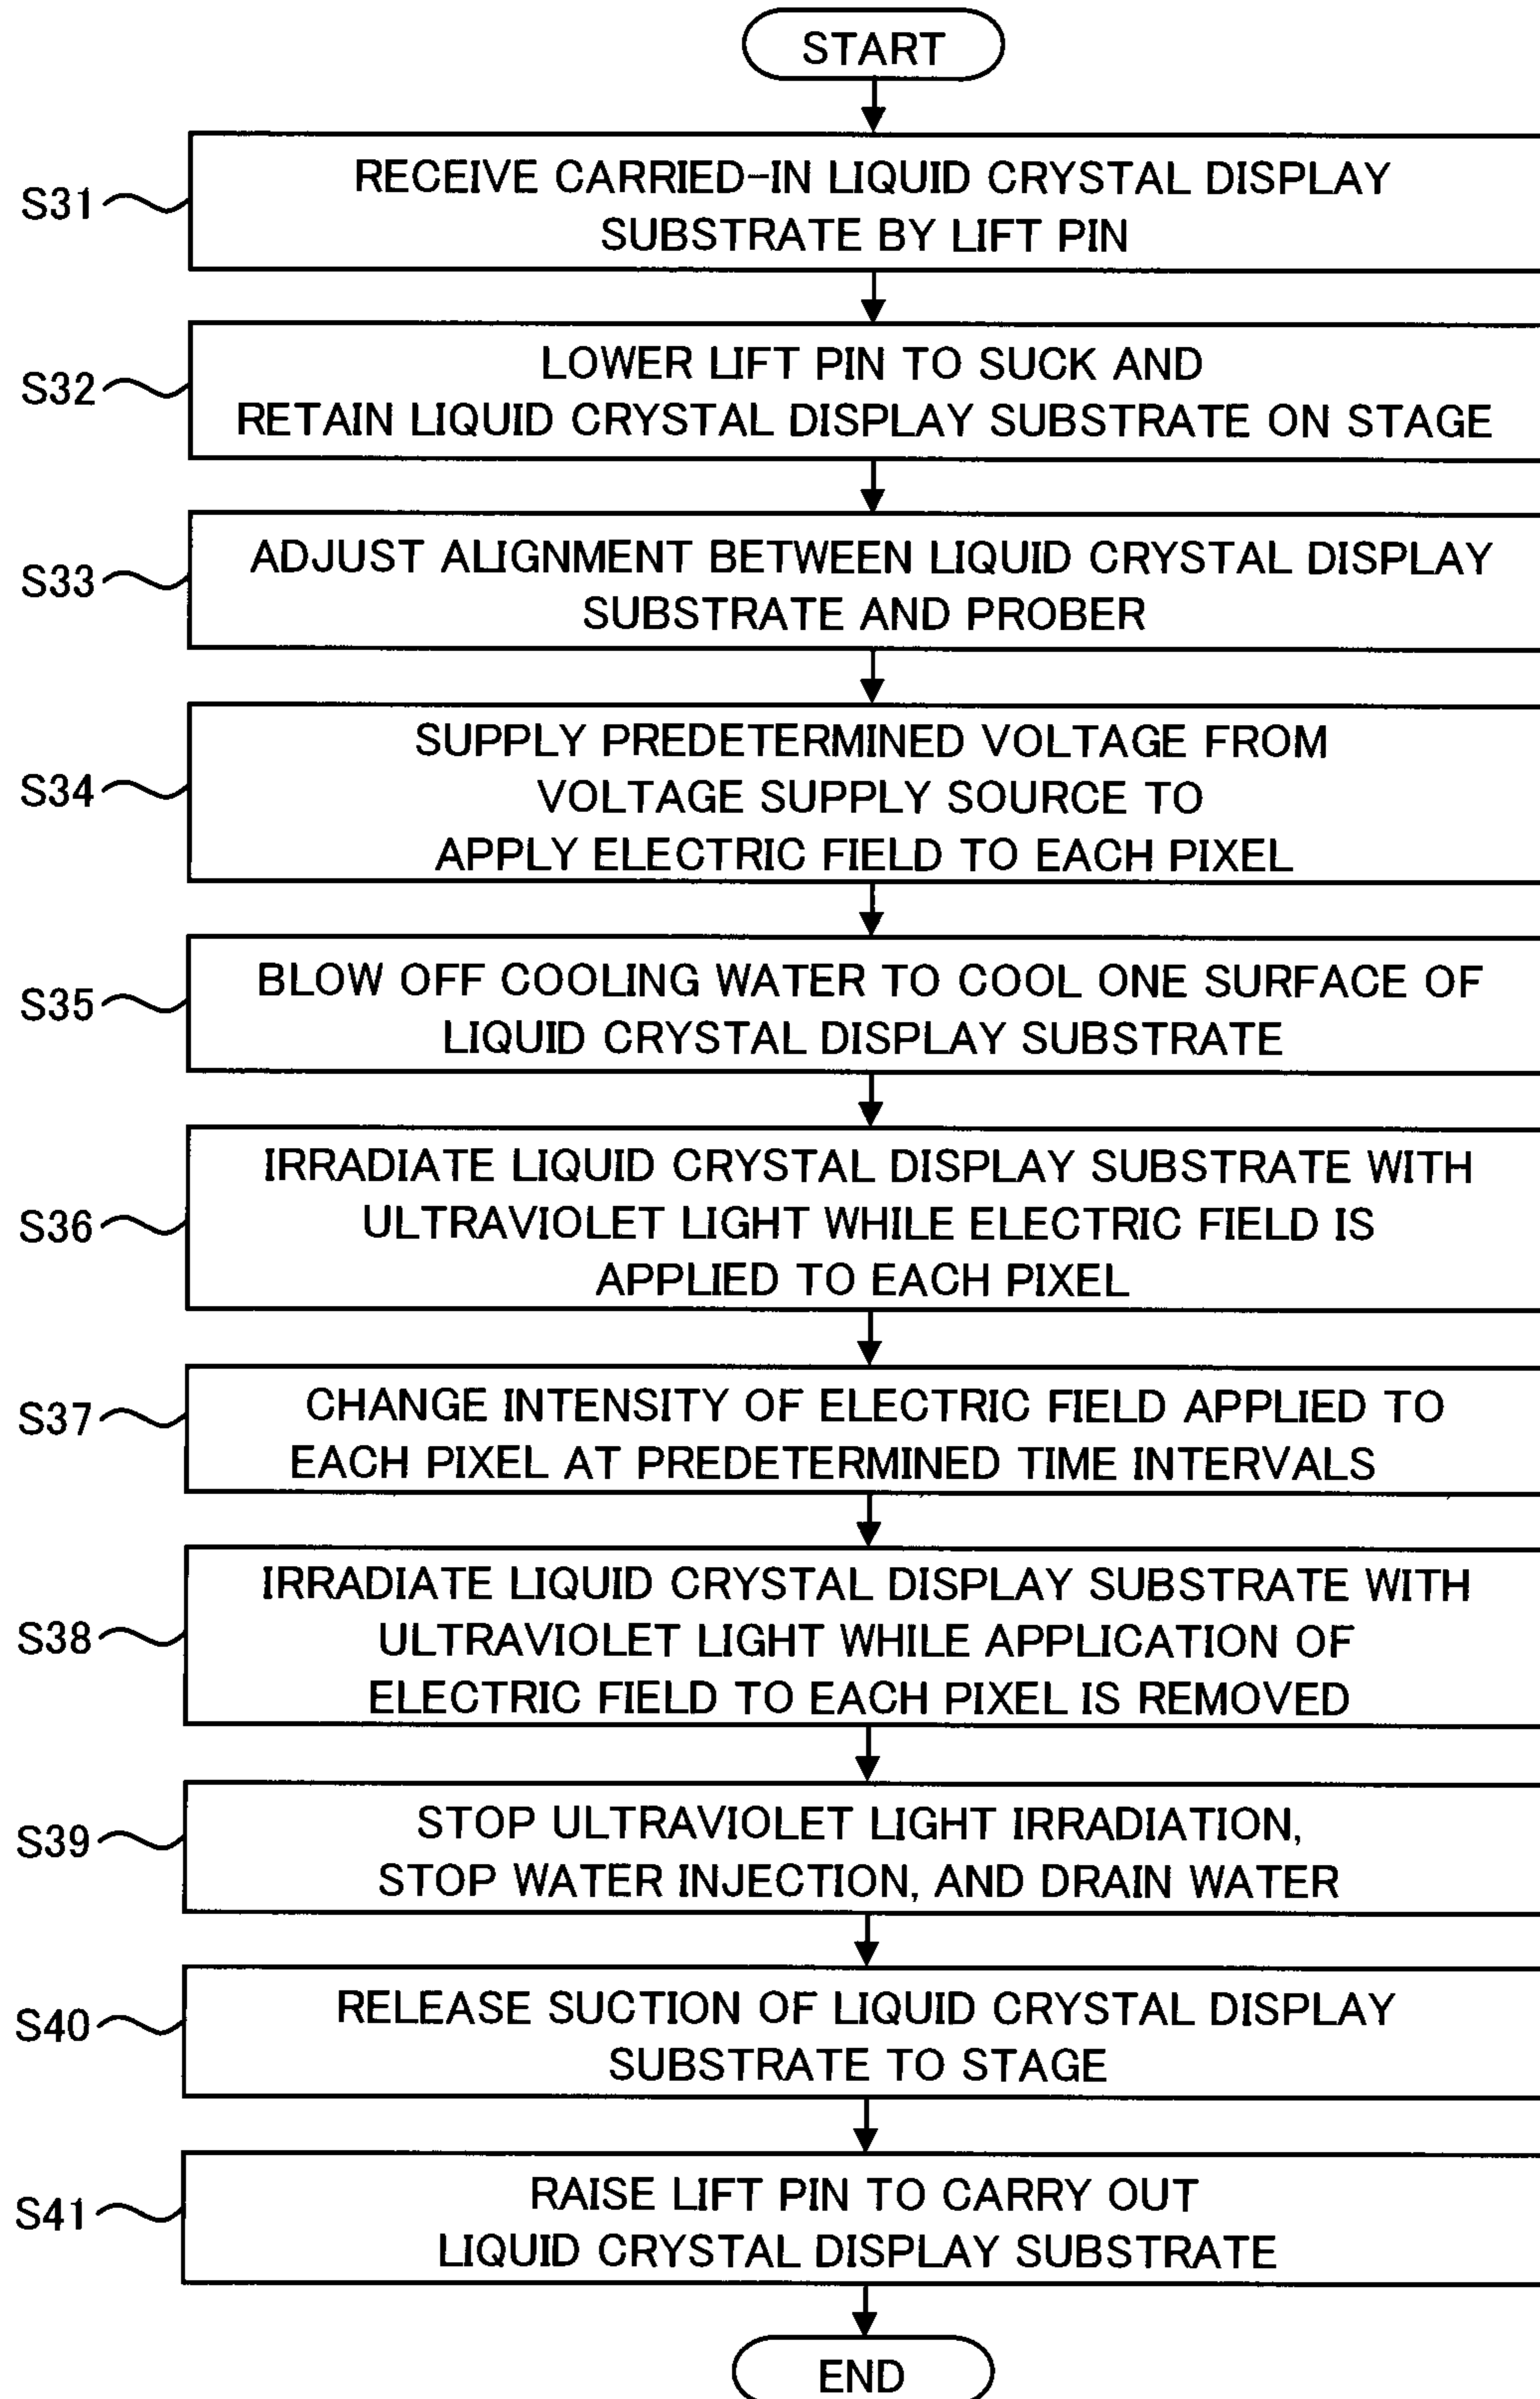 START
S31
RECEIVE CARRIED-IN LIQUID CRYSTAL DISPLAY
SUBSTRATE BY LIFT PIN
S32
LOWER LIFT PIN TO SUCK AND
RETAIN LIQUID CRYSTAL DISPLAY SUBSTRATE ON STAGE
S33
ADJUST ALIGNMENT BETWEEN LIQUID CRYSTAL DISPLAY
SUBSTRATE AND PROBER
S34
SUPPLY PREDETERMINED VOLTAGE FROM
VOLTAGE SUPPLY SOURCE TO
APPLY ELECTRIC FIELD TO EACH PIXEL
S35
BLOW OFF COOLING WATER TO COOL ONE SURFACE OF
LIQUID CRYSTAL DISPLAY SUBSTRATE
S36
IRRADIATE LIQUID CRYSTAL DISPLAY SUBSTRATE WITH
ULTRAVIOLET LIGHT WHILE ELECTRIC FIELD IS
APPLIED TO EACH PIXEL
S37
CHANGE INTENSITY OF ELECTRIC FIELD APPLIED TO
EACH PIXEL AT PREDETERMINED TIME INTERVALS
S38
IRRADIATE LIQUID CRYSTAL DISPLAY SUBSTRATE WITH
ULTRAVIOLET LIGHT WHILE APPLICATION OF
ELECTRIC FIELD TO EACH PIXEL IS REMOVED
S39
STOP ULTRAVIOLET LIGHT IRRADIATION,
STOP WATER INJECTION, AND DRAIN WATER
S40
RELEASE SUCTION OF LIQUID CRYSTAL DISPLAY
SUBSTRATE TO STAGE
S41
RAISE LIFT PIN TO CARRY OUT
LIQUID CRYSTAL DISPLAY SUBSTRATE
END